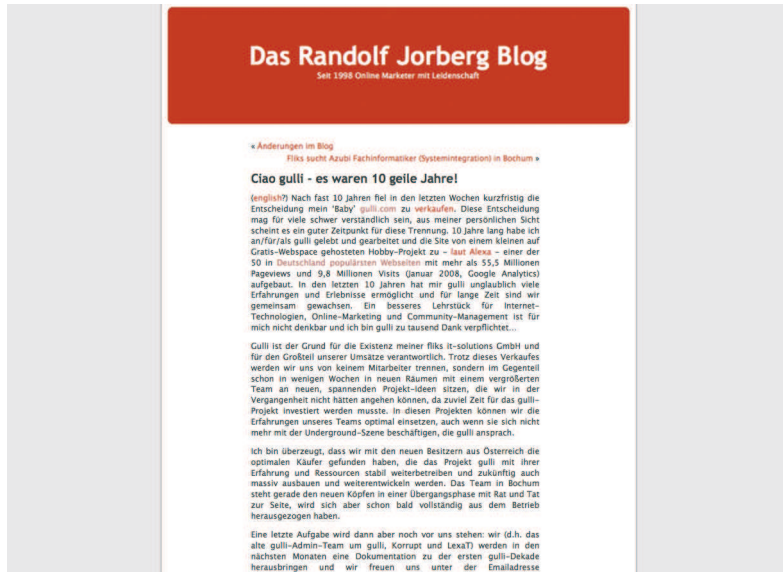 Das Randolf Jorberg Blog
Seit 1998 Online Marketer mit Leidenschaft
« Änderungen im Blog
Fliks sucht Azubi Fachinformatiker (Systemintegration) in Bochum »
Ciao gulli - es waren 10 geile Jahre!
(english?) Nach fast 10 Jahren fiel in den letzten Wochen kurzfristig die
Entscheidung mein 'Baby' gulli.com zu verkaufen. Diese Entscheidung
mag für viele schwer verständlich sein, aus meiner persönlichen Sicht
scheint es ein guter Zeitpunkt für diese Trennung. 10 Jahre lang habe ich
an/für/als gulli gelebt und gearbeitet und die Site von einem kleinen auf
Gratis-Webspace gehosteten Hobby-Projekt zu - laut Alexa - einer der
50 in Deutschland populärsten Webseiten mit mehr als 55,5 Millionen
Pageviews und 9,8 Millionen Visits (Januar 2008, Google Analytics)
aufgebaut. In den letzten 10 Jahren hat mir gulli unglaublich viele
Erfahrungen und Erlebnisse ermöglicht und für lange Zeit sind wir
gemeinsam gewachsen. Ein besseres Lehrstück für Internet-
Technologien, Online-Marketing und Community-Management ist für
mich nicht denkbar und ich bin gulli zu tausend Dank verpflichtet...
Gulli ist der Grund für die Existenz meiner fliks it-solutions GmbH und
für den Großteil unserer Umsätze verantwortlich. Trotz dieses Verkaufes
werden wir uns von keinem Mitarbeiter trennen, sondern im Gegenteil
schon in wenigen Wochen in neuen Räumen mit einem vergrößerten
Team an neuen, spannenden Projekt-Ideen sitzen, die wir in der
Vergangenheit nicht hätten angehen können, da zuviel Zeit für das gulli-
Projekt investiert werden musste. In diesen Projekten können wir die
Erfahrungen unseres Teams optimal einsetzen, auch wenn sie sich nicht
mehr mit der Underground-Szene beschäftigen, die gulli ansprach.
Ich bin überzeugt, dass wir mit den neuen Besitzern aus Österreich die
optimalen Käufer gefunden haben, die das Projekt gulli mit ihrer
Erfahrung und Ressourcen stabil weiterbetreiben und zukünftig auch
massiv ausbauen und weiterentwickeln werden. Das Team in Bochum
steht gerade den neuen Köpfen in einer Übergangsphase mit Rat und Tat
zur Seite, wird sich aber schon bald vollständig aus dem Betrieb
herausgezogen haben.
Eine letzte Aufgabe wird dann aber noch vor uns stehen: wir (d.h. das
alte gulli-Admin-Team um gulli, Korrupt und LexaT) werden in den
nächsten Monaten eine Dokumentation zu der ersten gulli-Dekade
herausbringen und wir freuen uns unter der Emailadresse